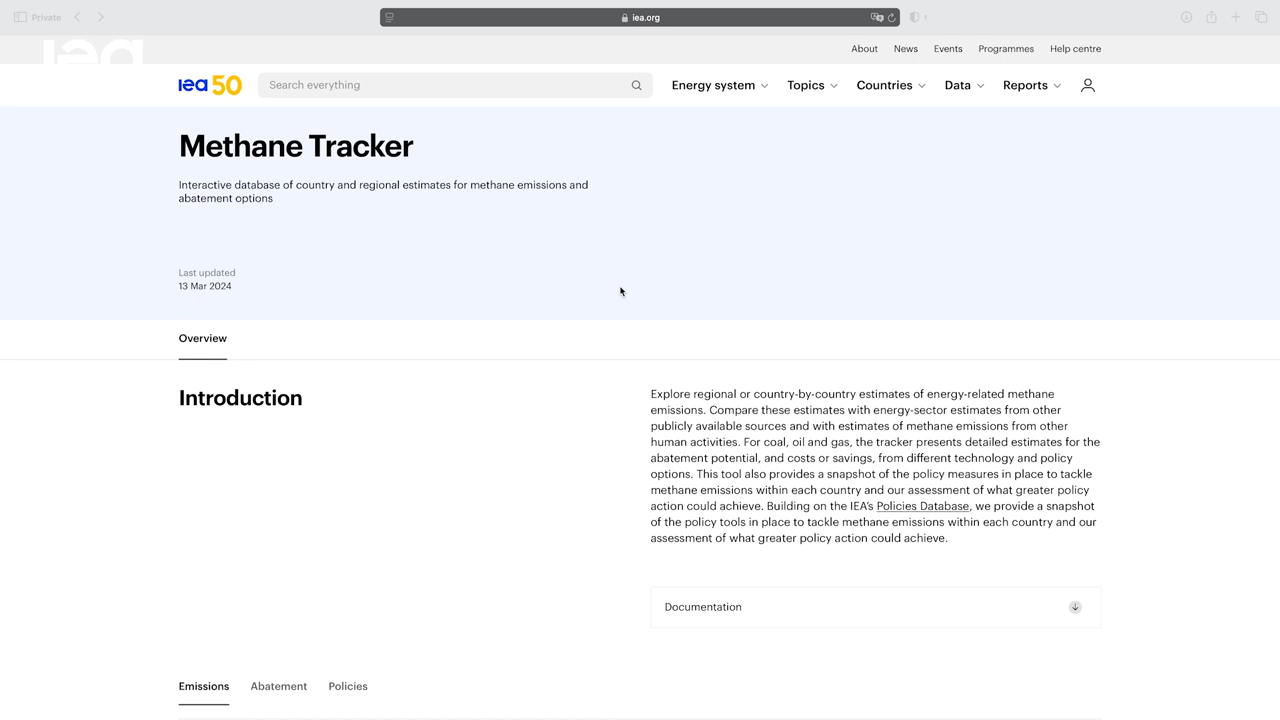 Private
iea.org
iea
About News Events Programmes Help centre
iea 50
Search everything
Energy system Topics Countries Data Reports
Methane Tracker
Interactive database of country and regional estimates for methane emissions and
abatement options
Last updated
13 Mar 2024
Overview
Introduction
Explore regional or country-by-country estimates of energy-related methane
emissions. Compare these estimates with energy-sector estimates from other
publicly available sources and with estimates of methane emissions from other
human activities. For coal, oil and gas, the tracker presents detailed estimates for the
abatement potential, and costs or savings, from different technology and policy
options. This tool also provides a snapshot of the policy measures in place to tackle
methane emissions within each country and our assessment of what greater policy
action could achieve. Building on the IEA’s Policies Database, we provide a snapshot
of the policy tools in place to tackle methane emissions within each country and our
assessment of what greater policy action could achieve.
Documentation
Emissions Abatement Policies